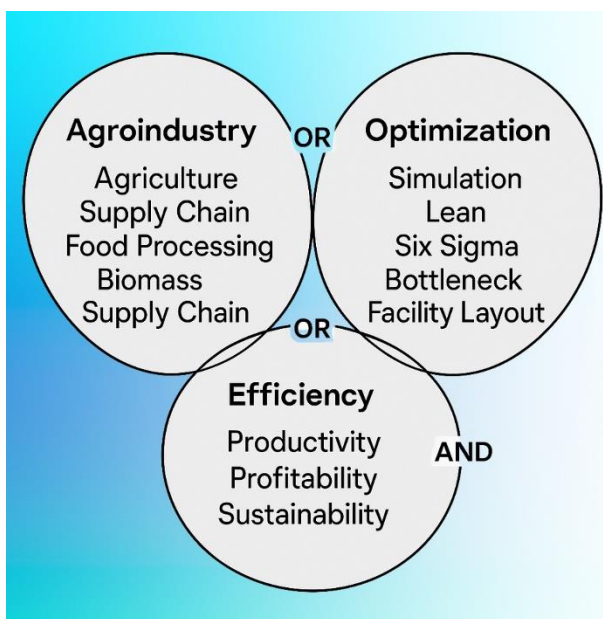 Agroindustry
Agriculture
Supply Chain
Food Processing
Biomass
Supply Chain
OR
Optimization
Simulation
Lean
Six Sigma
Bottleneck
Facility Layout
OR
Efficiency
Productivity
Profitability
Sustainability
AND